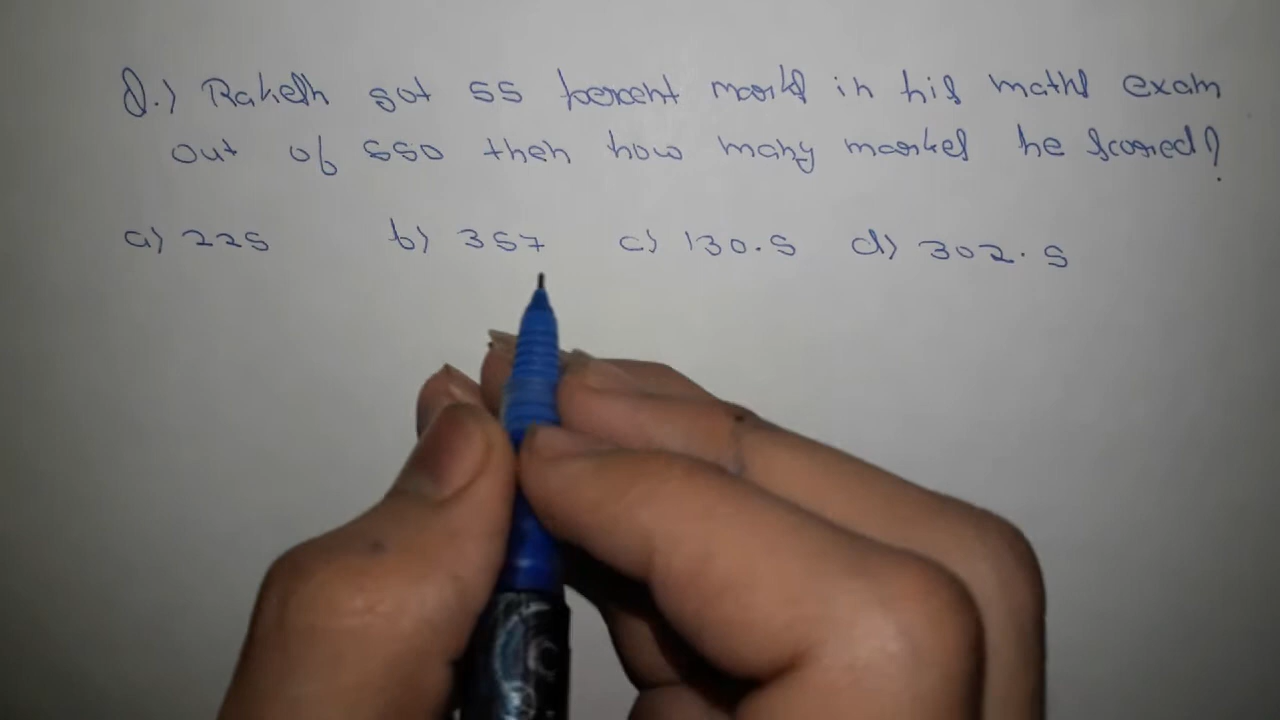 Q.) Rakesh got 55 percent marks in his maths exam
out of 550 then how many markes he scored?
a) 225 b) 357 c) 130.5 d) 302.5